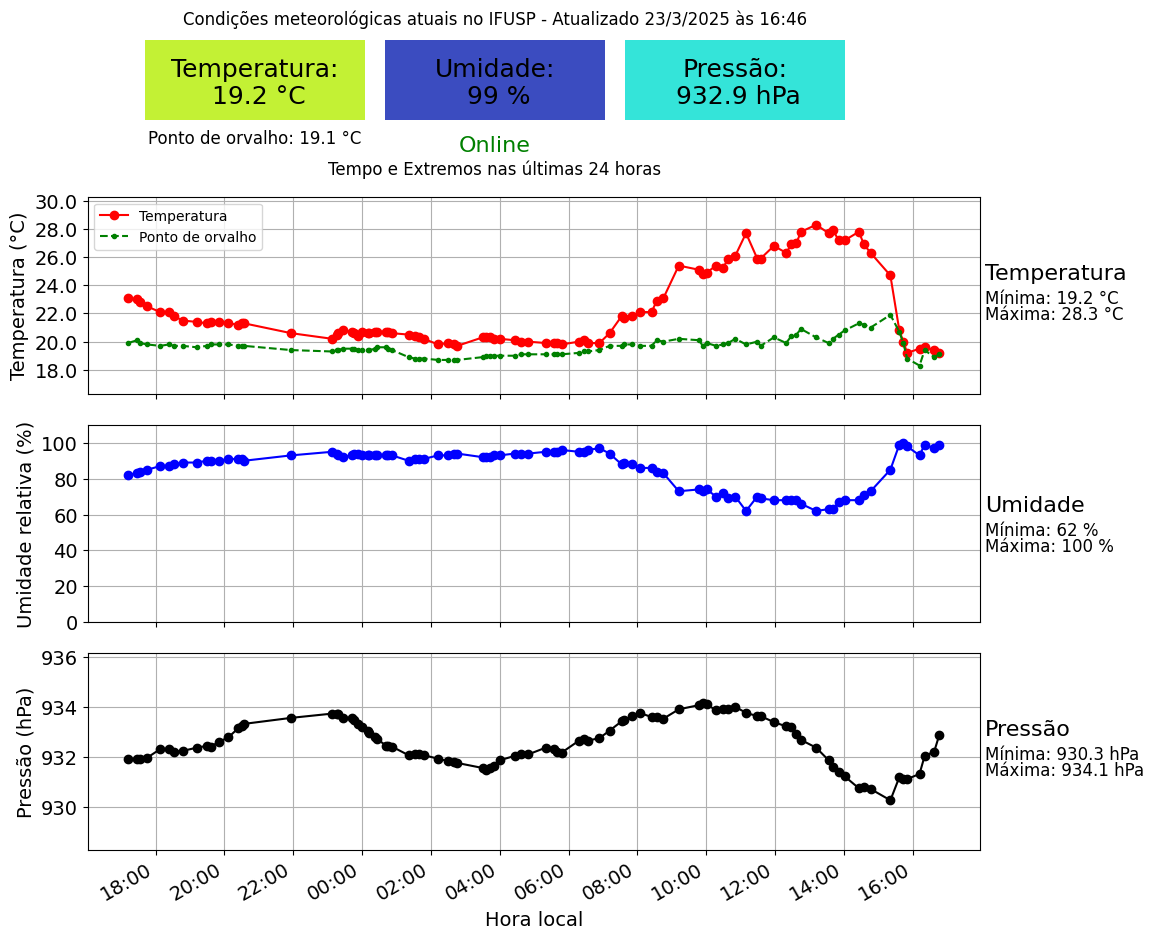 Condições meteorológicas atuais no IFUSP - Atualizado 23/3/2025 às 16:46
Temperatura:
19.2 °C
Umidade:
99 %
Pressão:
932.9 hPa
Ponto de orvalho: 19.1 °C
Online
Tempo e Extremos nas últimas 24 horas
Temperatura (°C)
30.0
28.0
26.0
24.0
22.0
20.0
18.0
Temperatura
Ponto de orvalho
Temperatura
Mínima: 19.2 °C
Máxima: 28.3 °C
Umidade relativa (%)
100
80
60
40
20
0
Umidade
Mínima: 62 %
Máxima: 100 %
Pressão (hPa)
936
934
932
930
Pressão
Mínima: 930.3 hPa
Máxima: 934.1 hPa
18:00 20:00 22:00 00:00 02:00 04:00 06:00 08:00 10:00 12:00 14:00 16:00
Hora local